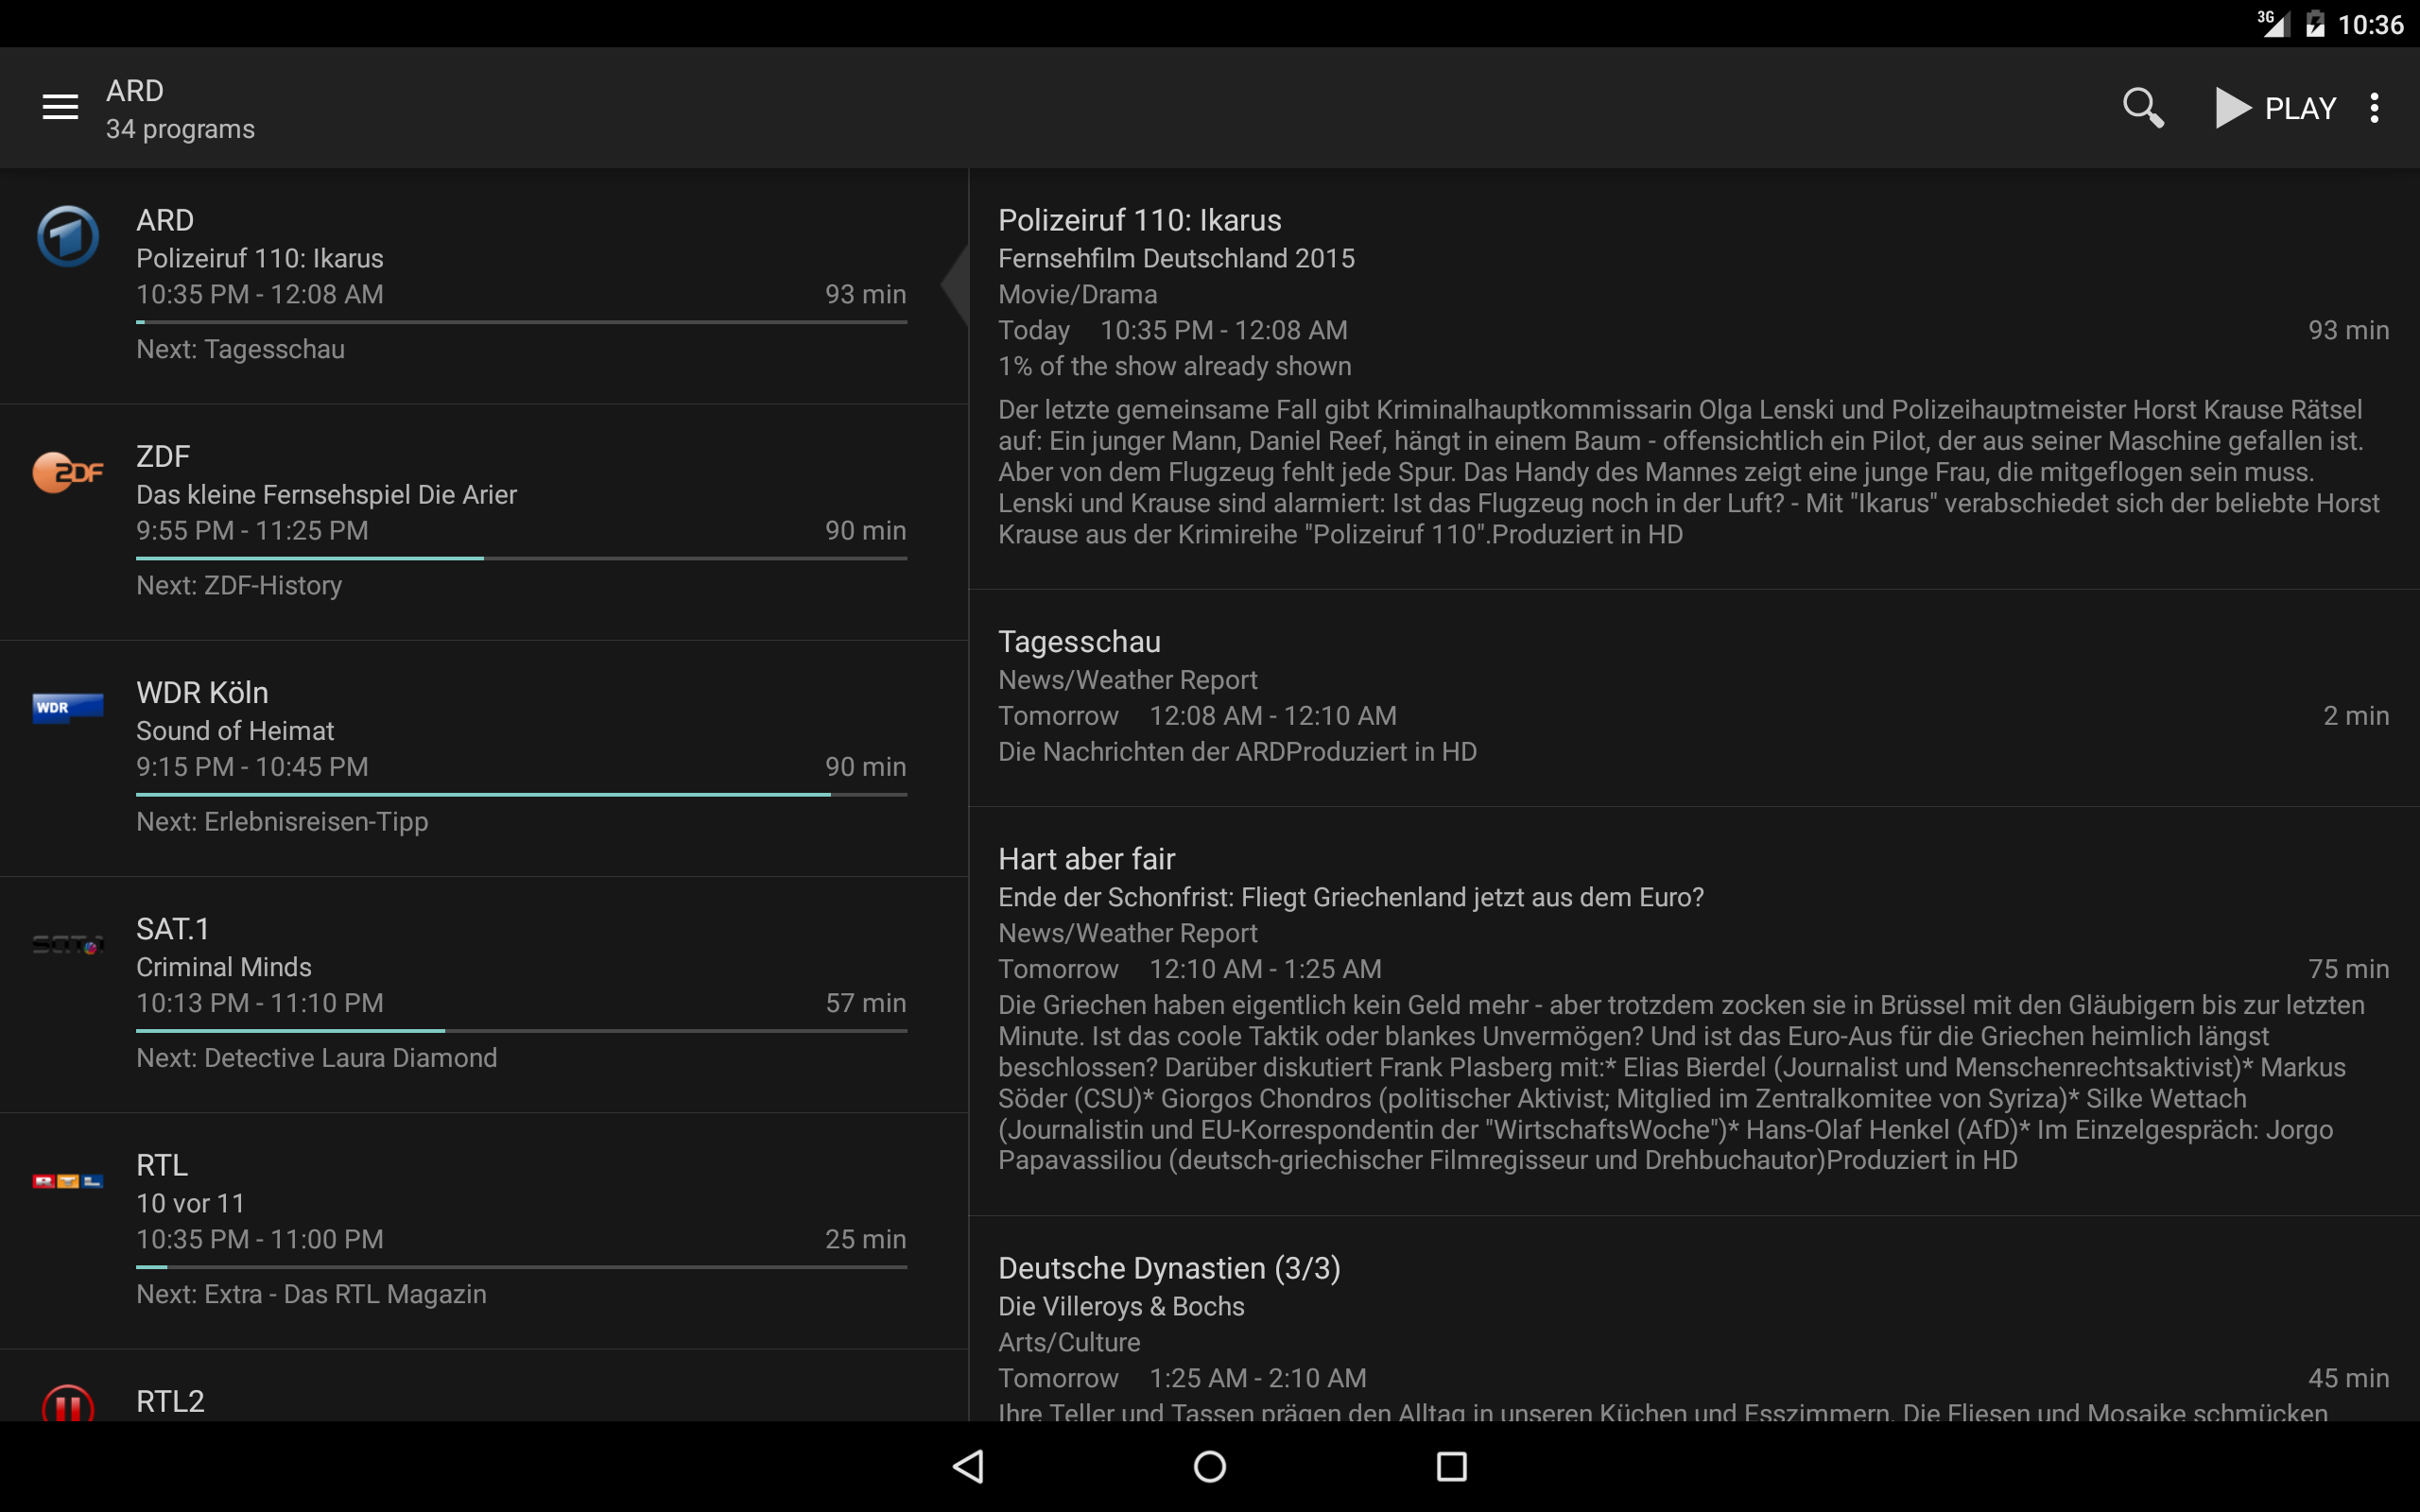 3G 10:36
ARD
34 programs
PLAY
ARD
Polizeiruf 110: Ikarus
10:35 PM - 12:08 AM 93 min
Next: Tagesschau
ZDF
ZDF
Das kleine Fernsehspiel Die Arier
9:55 PM - 11:25 PM 90 min
Next: ZDF-History
WDR
WDR Köln
Sound of Heimat
9:15 PM - 10:45 PM 90 min
Next: Erlebnisreisen-Tipp
SAT.1
SAT.1
Criminal Minds
10:13 PM - 11:10 PM 57 min
Next: Detective Laura Diamond
RTL
RTL
10 vor 11
10:35 PM - 11:00 PM 25 min
Next: Extra - Das RTL Magazin
RTL2
Polizeiruf 110: Ikarus
Fernsehfilm Deutschland 2015
Movie/Drama
Today 10:35 PM - 12:08 AM 93 min
1% of the show already shown
Der letzte gemeinsame Fall gibt Kriminalhauptkommissarin Olga Lenski und Polizeihauptmeister Horst Krause Rätsel
auf: Ein junger Mann, Daniel Reef, hängt in einem Baum - offensichtlich ein Pilot, der aus seiner Maschine gefallen ist.
Aber von dem Flugzeug fehlt jede Spur. Das Handy des Mannes zeigt eine junge Frau, die mitgeflogen sein muss.
Lenski und Krause sind alarmiert: Ist das Flugzeug noch in der Luft? - Mit "Ikarus" verabschiedet sich der beliebte Horst
Krause aus der Krimireihe "Polizeiruf 110".Produziert in HD
Tagesschau
News/Weather Report
Tomorrow 12:08 AM - 12:10 AM 2 min
Die Nachrichten der ARDProduziert in HD
Hart aber fair
Ende der Schonfrist: Fliegt Griechenland jetzt aus dem Euro?
News/Weather Report
Tomorrow 12:10 AM - 1:25 AM 75 min
Die Griechen haben eigentlich kein Geld mehr - aber trotzdem zocken sie in Brüssel mit den Gläubigern bis zur letzten
Minute. Ist das coole Taktik oder blankes Unvermögen? Und ist das Euro-Aus für die Griechen heimlich längst
beschlossen? Darüber diskutiert Frank Plasberg mit:* Elias Bierdel (Journalist und Menschenrechtsaktivist)* Markus
Söder (CSU)* Giorgos Chondros (politischer Aktivist; Mitglied im Zentralkomitee von Syriza)* Silke Wettach
(Journalistin und EU-Korrespondentin der "WirtschaftsWoche")* Hans-Olaf Henkel (AfD)* Im Einzelgespräch: Jorgo
Papavassiliou (deutsch-griechischer Filmregisseur und Drehbuchautor)Produziert in HD
Deutsche Dynastien (3/3)
Die Villeroys & Bochs
Arts/Culture
Tomorrow 1:25 AM - 2:10 AM 45 min
Ihre Teller und Tassen prägen den Alltag in unseren Küchen und Esszimmern. Die Fliesen und Mosaike schmücken